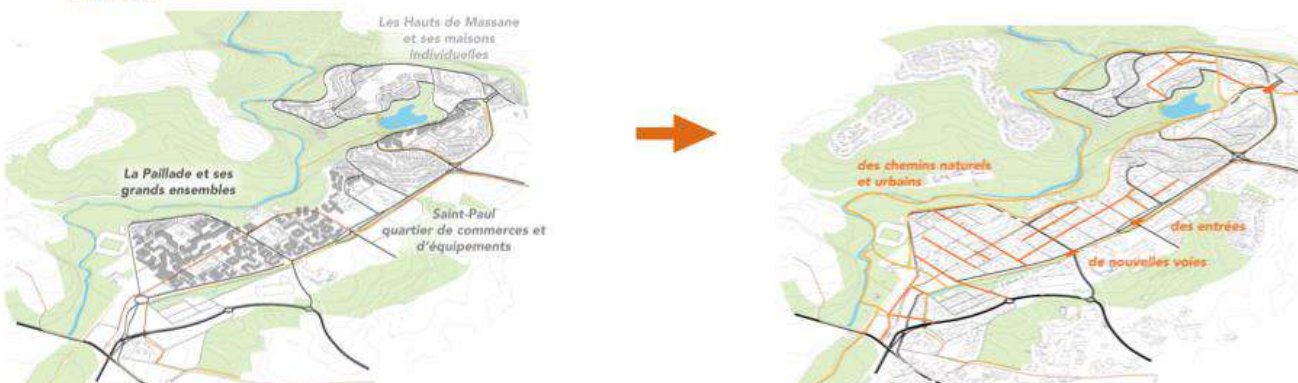 Les Hauts de Massane
et ses maisons
individuelles
La Paillade et ses
grands ensembles
Saint-Paul
quartier de commerces et
d'équipements
des chemins naturels
et urbains
des entrées
de nouvelles voies